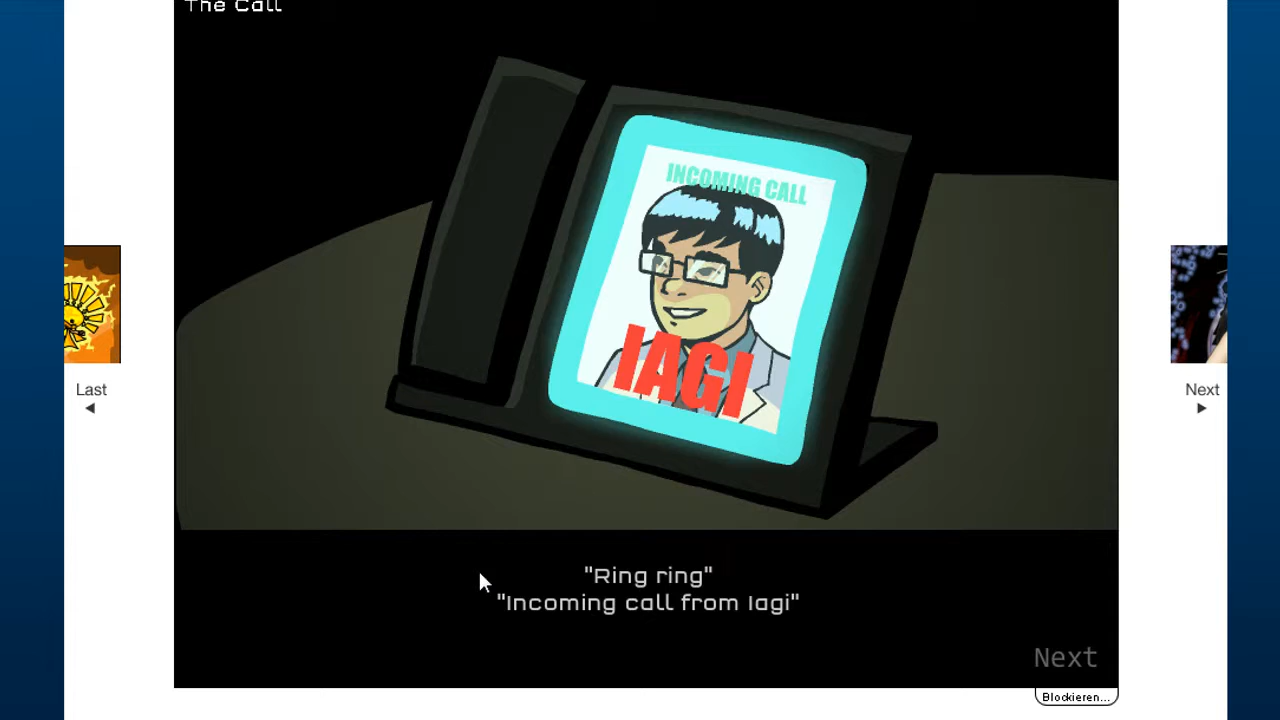 The Call
INCOMING CALL
IAGI
Last
Next
"Ring ring"
"Incoming call from Iagi"
Next
Blockieren...